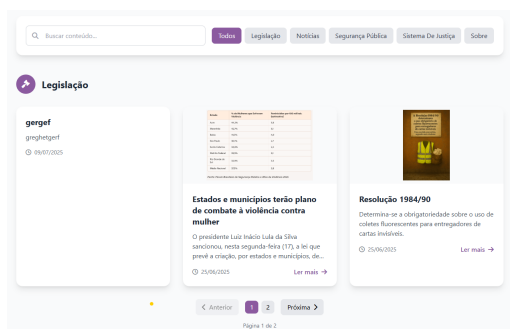 Buscar conteúdo...
Todos
Legislação
Notícias
Segurança Pública
Sistema De Justiça
Sobre
Legislação
gergef
greghetgerf
09/07/2025
Estados e municípios terão plano
de combate à violência contra
mulher
O presidente Luiz Inácio Lula da Silva
sancionou, nesta segunda-feira (17), a lei que
prevê a criação, por estados e municípios, de...
25/06/2025
Ler mais →
Resolução 1984/90
Determina-se a obrigatoriedade sobre o uso de
coletes fluorescentes para entregadores de
cartas invisíveis.
25/06/2025
Ler mais →
Anterior
1
2
Próxima
Página 1 de 2